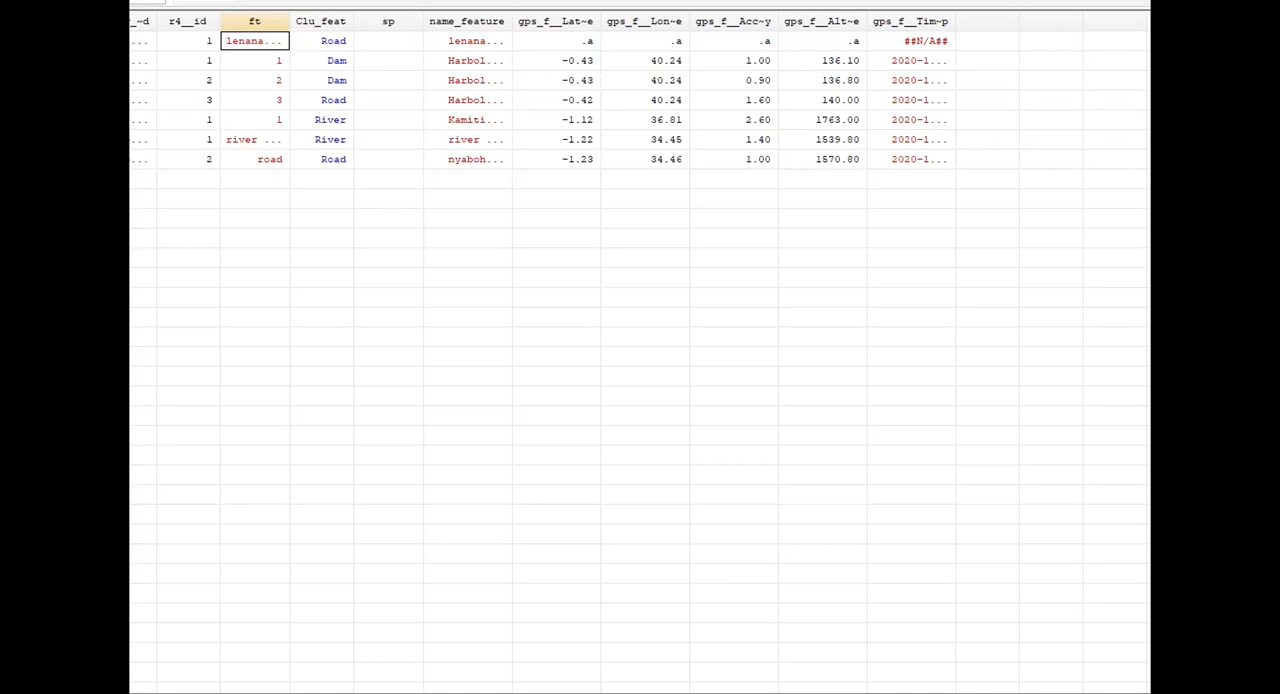 _~d r4__id ft Clu_feat sp name_feature gps_f__Lat~e gps_f__Lon~e gps_f__Acc~y gps_f__Alt~e gps_f__Tim~p
... 1 lenana... Road lenana... .a .a .a .a ##N/A##
... 1 1 Dam Harbol... -0.43 40.24 1.00 136.10 2020-1...
... 2 2 Dam Harbol... -0.43 40.24 0.90 136.80 2020-1...
... 3 3 Road Harbol... -0.42 40.24 1.60 140.00 2020-1...
... 1 1 River Kamiti... -1.12 36.81 2.60 1763.00 2020-1...
... 1 river ... River river ... -1.22 34.45 1.40 1539.80 2020-1...
... 2 road Road nyaboh... -1.23 34.46 1.00 1570.80 2020-1...